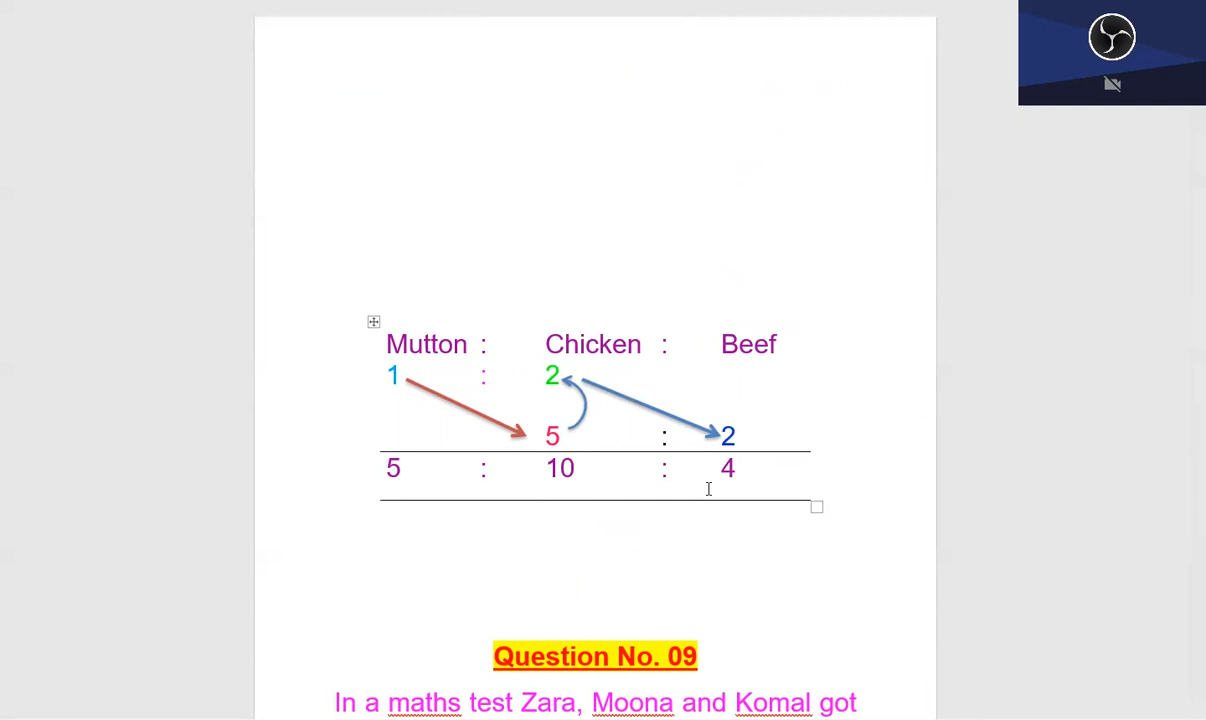 Mutton : Chicken : Beef
1 : 2
5 : 2
5 : 10 : 4
Question No. 09
In a maths test Zara, Moona and Komal got